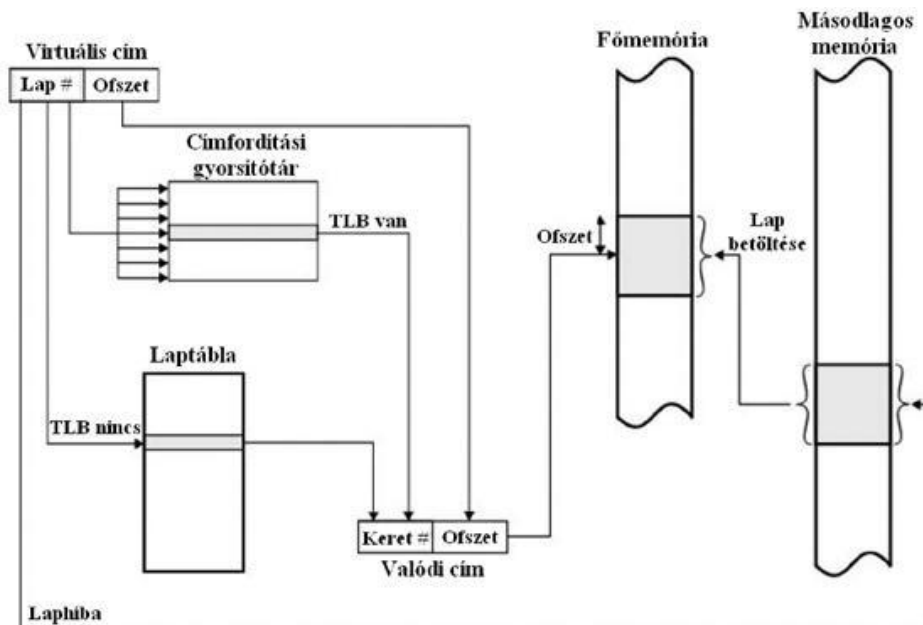 Virtuális cím
Lap #
Ofszet
Címfordítási
gyorsítótár
TLB van
Laptábla
TLB nincs
Keret #
Ofszet
Valódi cím
Laphiba
Főmemória
Ofszet
Lap
betöltése
Másodlagos
memória